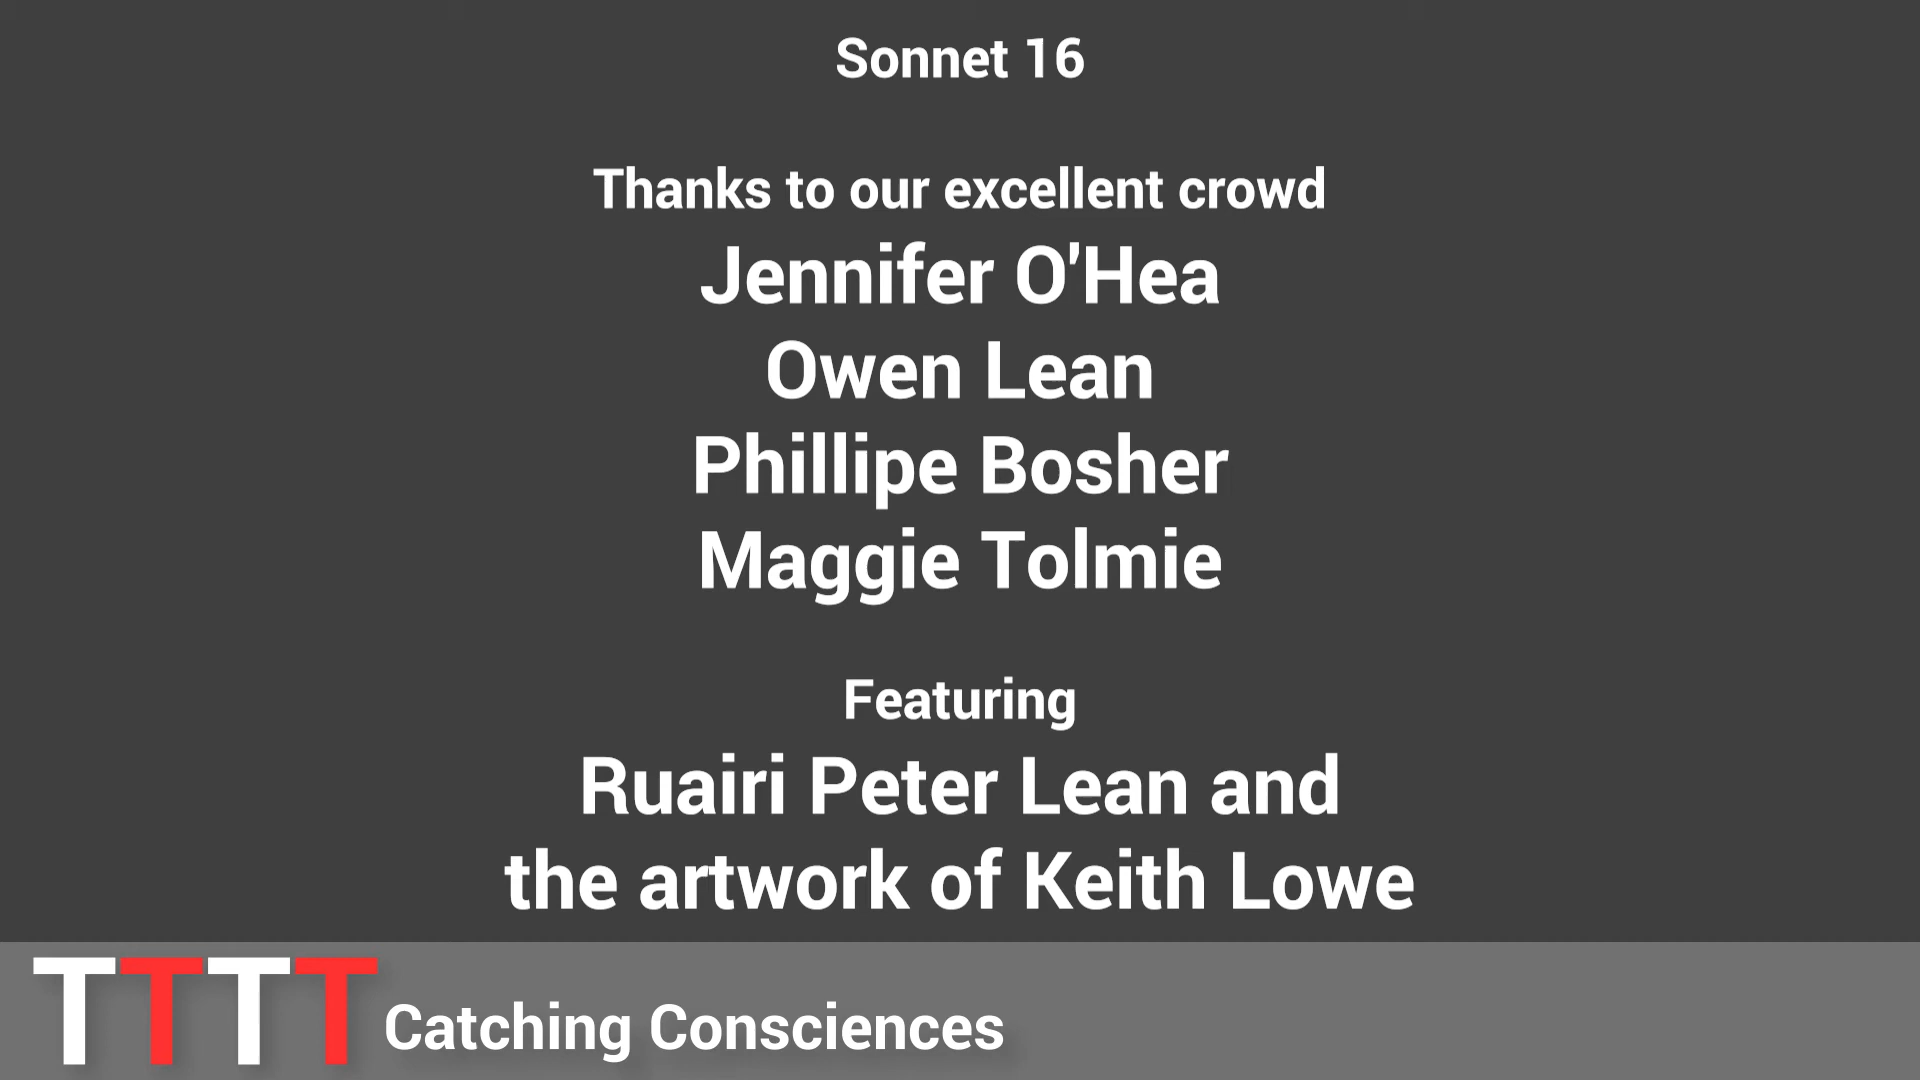 Sonnet 16
Thanks to our excellent crowd
Jennifer O'Hea
Owen Lean
Phillipe Bosher
Maggie Tolmie
Featuring
Ruairi Peter Lean and
the artwork of Keith Lowe
TTTT Catching Consciences